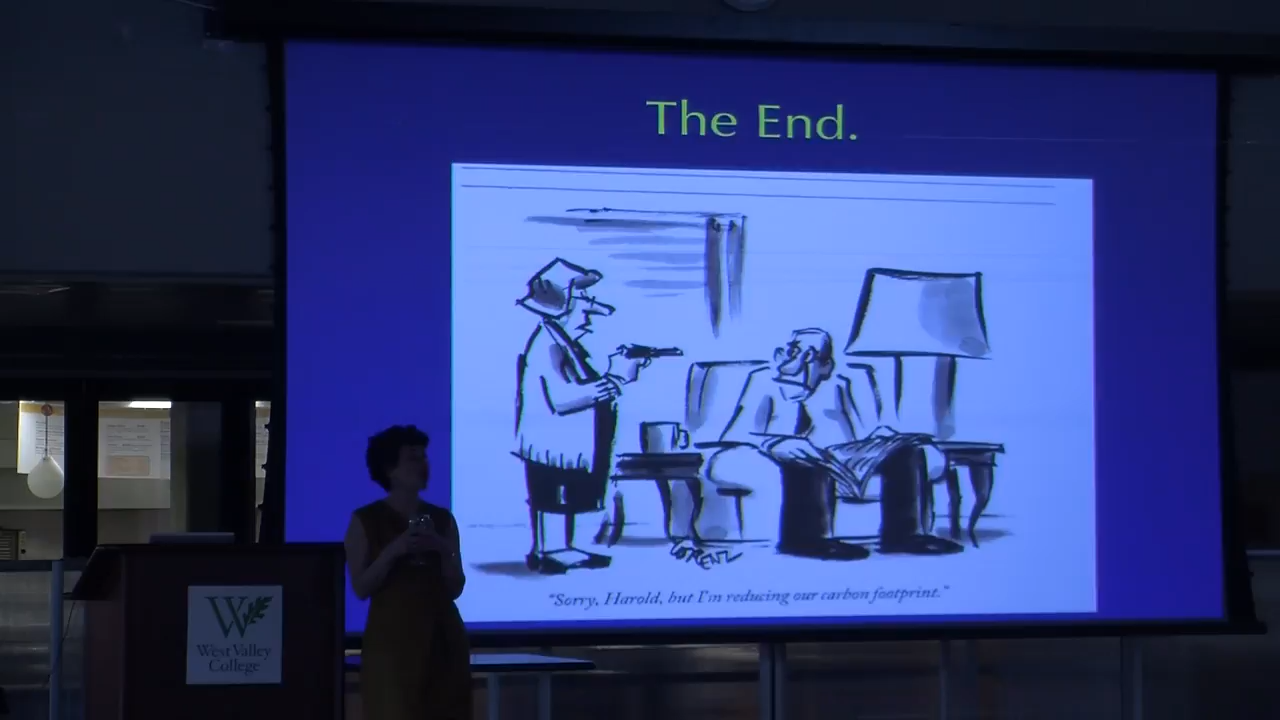 The End.
LORENZ
"Sorry, Harold, but I'm reducing our carbon footprint."
W
West Valley
College